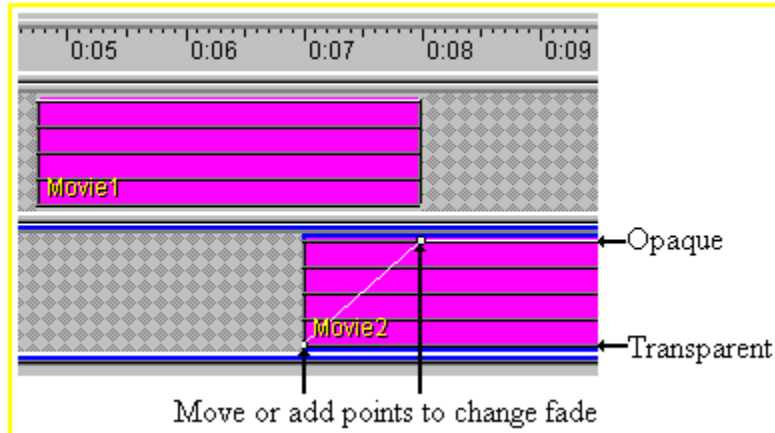 0:05 0:06 0:07 0:08 0:09
Movie1
Opaque
Movie2
Transparent
Move or add points to change fade